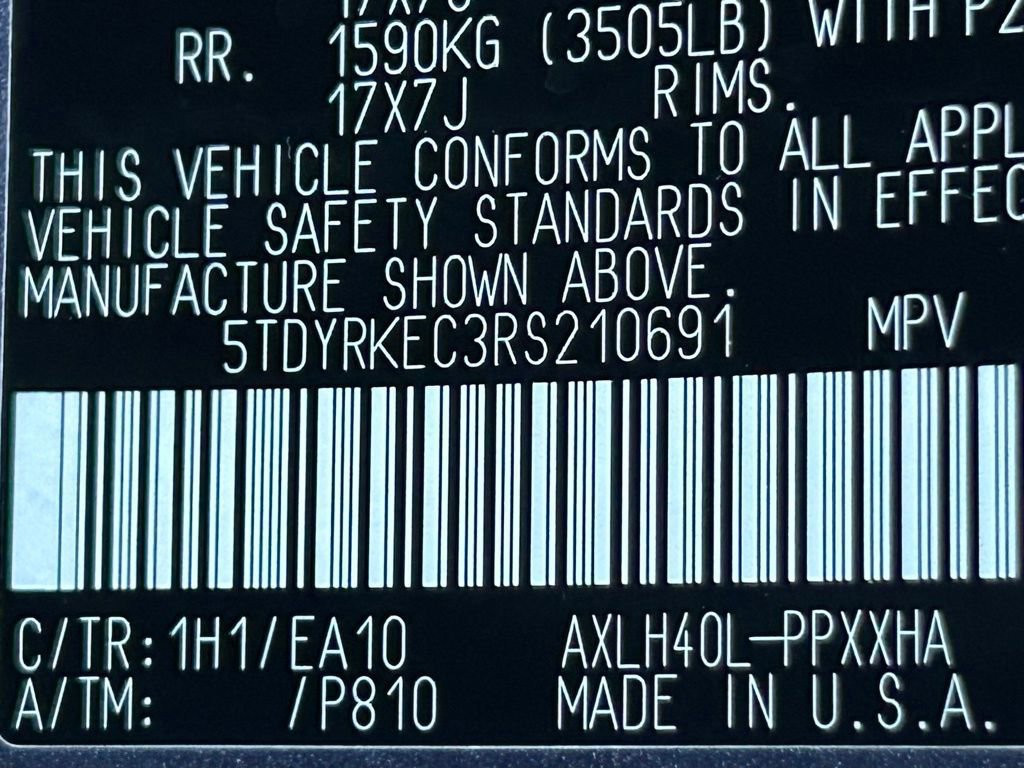 RR. 1590KG (3505LB) WITH
17X7J RIMS.
THIS VEHICLE CONFORMS TO ALL APPL
VEHICLE SAFETY STANDARDS IN EFFEC
MANUFACTURE SHOWN ABOVE.
5TDYRKEC3RS210691 MPV
C/TR:1H1/EA10 AXLH40L-PPXXHA
A/TM: /P810 MADE IN U.S.A.